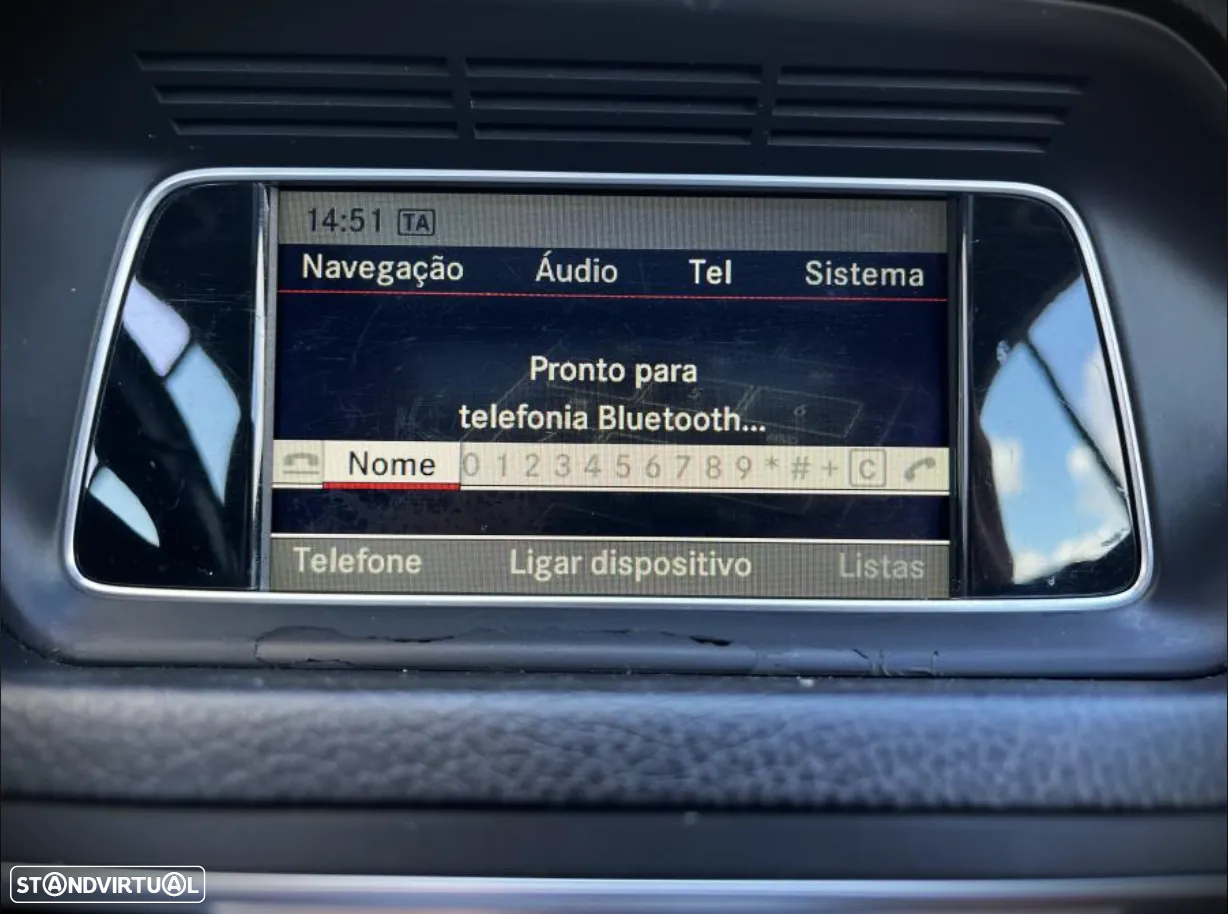 14:51 TA
Navegação Áudio Tel Sistema
Pronto para
telefonia Bluetooth...
Nome 0 1 2 3 4 5 6 7 8 9 * # + C
Telefone Ligar dispositivo Listas
STANDVIRTUAL